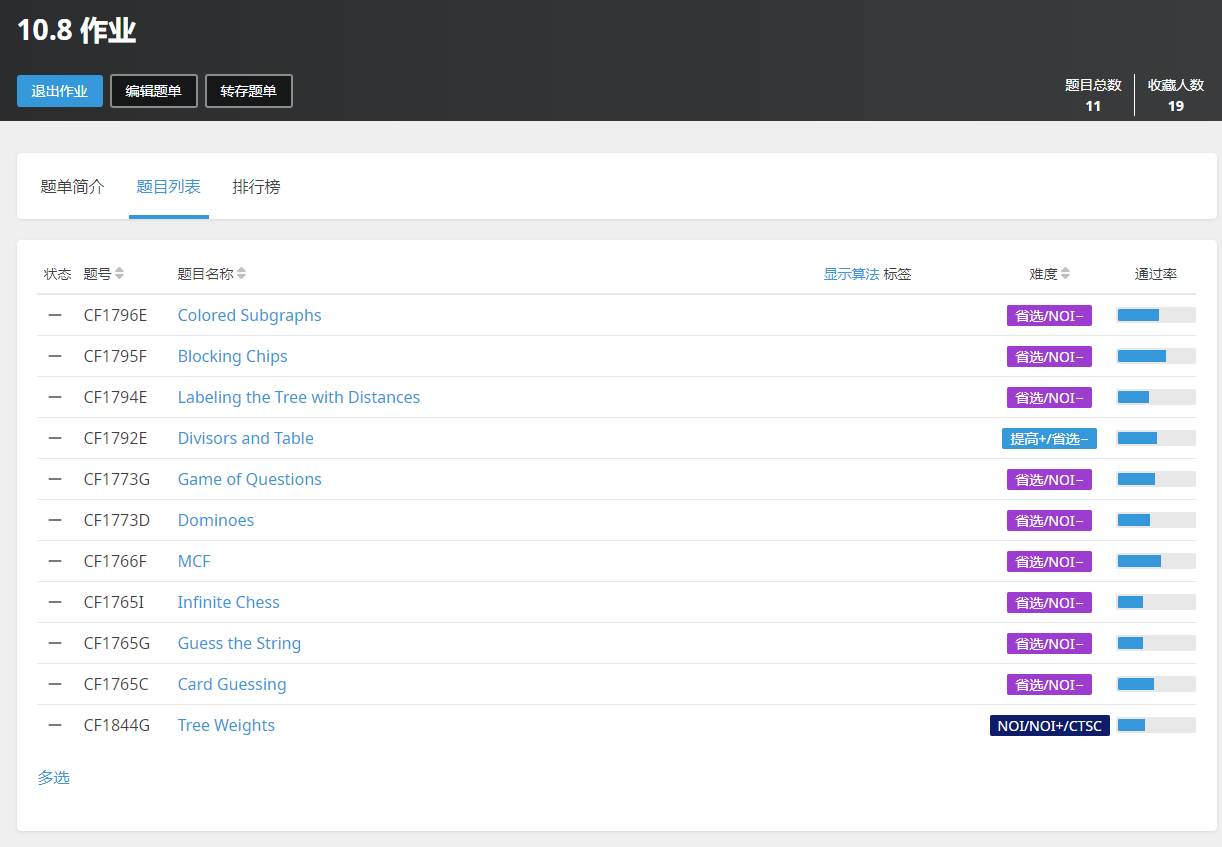 10.8 作业
退出作业 编辑题单 转存题单
题目总数 收藏人数
11 19
题单简介 题目列表 排行榜
状态 题号 题目名称 显示算法 标签 难度 通过率
— CF1796E Colored Subgraphs 省选/NOI−
— CF1795F Blocking Chips 省选/NOI−
— CF1794E Labeling the Tree with Distances 省选/NOI−
— CF1792E Divisors and Table 提高+/省选−
— CF1773G Game of Questions 省选/NOI−
— CF1773D Dominoes 省选/NOI−
— CF1766F MCF 省选/NOI−
— CF1765I Infinite Chess 省选/NOI−
— CF1765G Guess the String 省选/NOI−
— CF1765C Card Guessing 省选/NOI−
— CF1844G Tree Weights NOI/NOI+/CTSC
多选